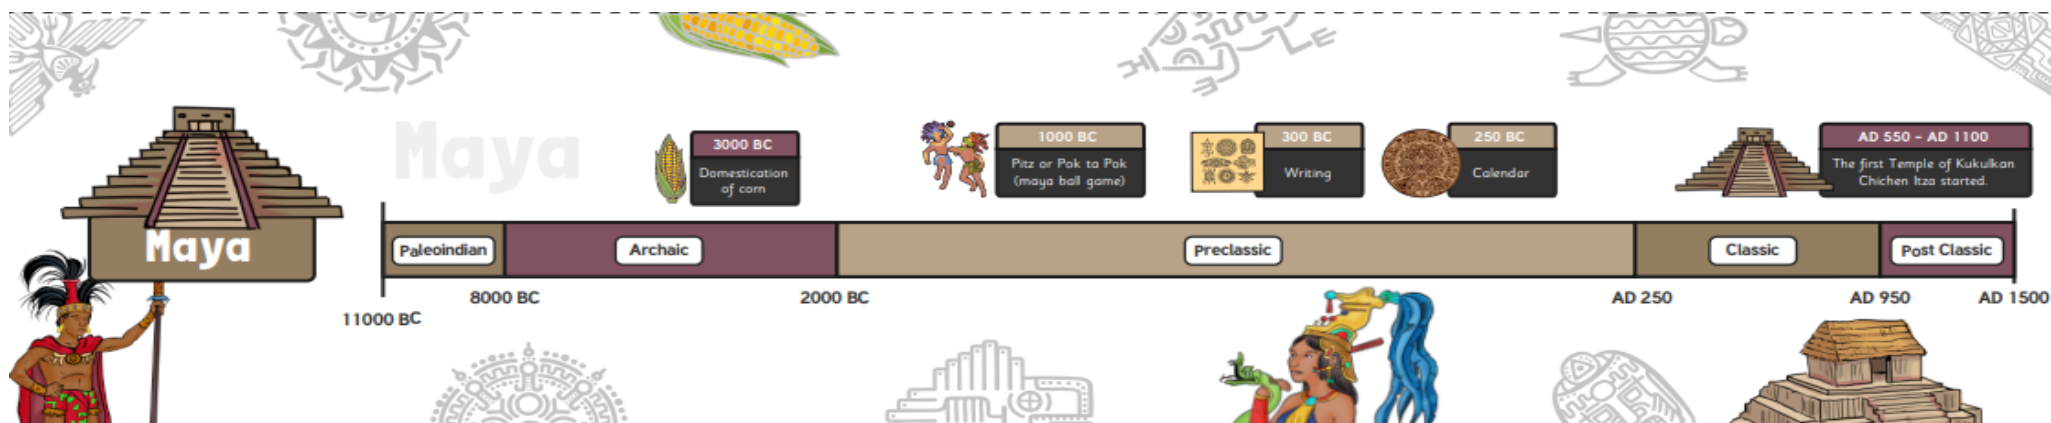 Maya
Maya
3000 BC
Domestication
of corn
1000 BC
Pitz or Pok ta Pok
(maya ball game)
300 BC
Writing
250 BC
Calendar
AD 550 - AD 1100
The first Temple of Kukulkan
Chichen Itza started.
Paleoindian
Archaic
Preclassic
Classic
Post Classic
11000 BC
8000 BC
2000 BC
AD 250
AD 950
AD 1500